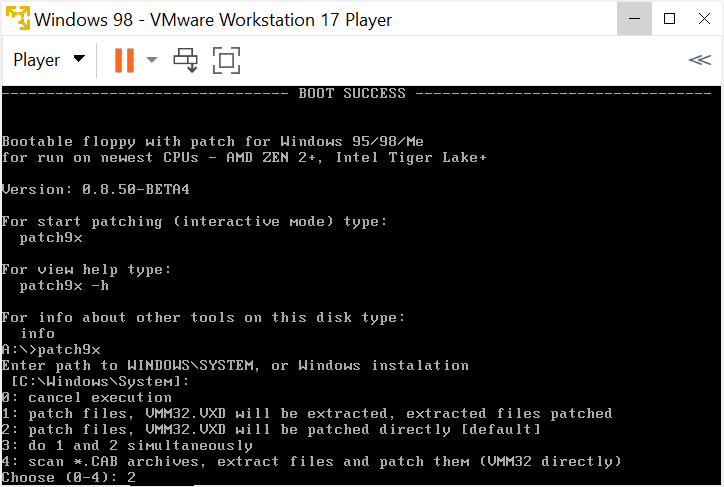 Windows 98 - VMware Workstation 17 Player
Player
-------------------------------- BOOT SUCCESS ---------------------------------
Bootable floppy with patch for Windows 95/98/Me
for run on newest CPUs - AMD ZEN 2+, Intel Tiger Lake+
Version: 0.8.50-BETA4
For start patching (interactive mode) type:
patch9x
For view help type:
patch9x -h
For info about other tools on this disk type:
info
A:\>patch9x
Enter path to WINDOWS\SYSTEM, or Windows instalation
[C:\Windows\System]:
0: cancel execution
1: patch files, VMM32.VXD will be extracted, extracted files patched
2: patch files, VMM32.VXD will be patched directly [default]
3: do 1 and 2 simultaneously
4: scan *.CAB archives, extract files and patch them (VMM32 directly)
Choose (0-4): 2